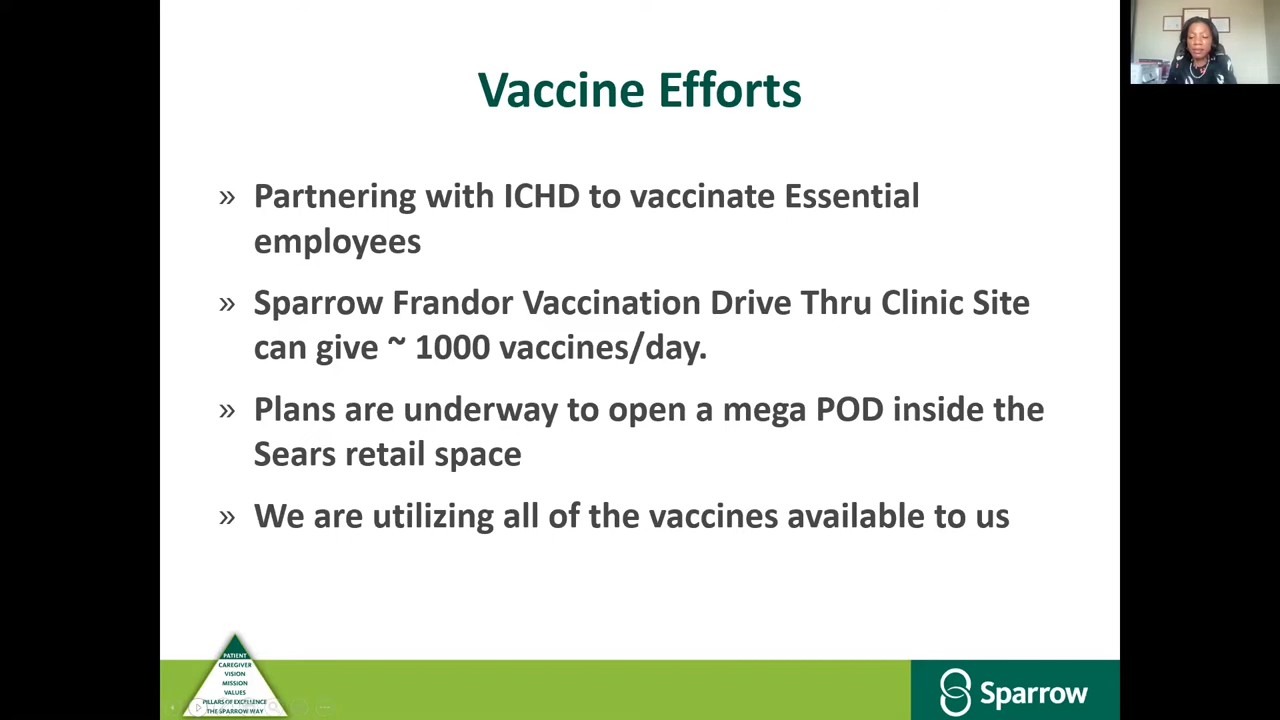 Vaccine Efforts
» Partnering with ICHD to vaccinate Essential
employees
» Sparrow Frandor Vaccination Drive Thru Clinic Site
can give ~ 1000 vaccines/day.
» Plans are underway to open a mega POD inside the
Sears retail space
» We are utilizing all of the vaccines available to us
PATIENT
CAREGIVER
VISION
MISSION
VALUES
PILLARS OF EXCELLENCE
THE SPARROW WAY
Sparrow